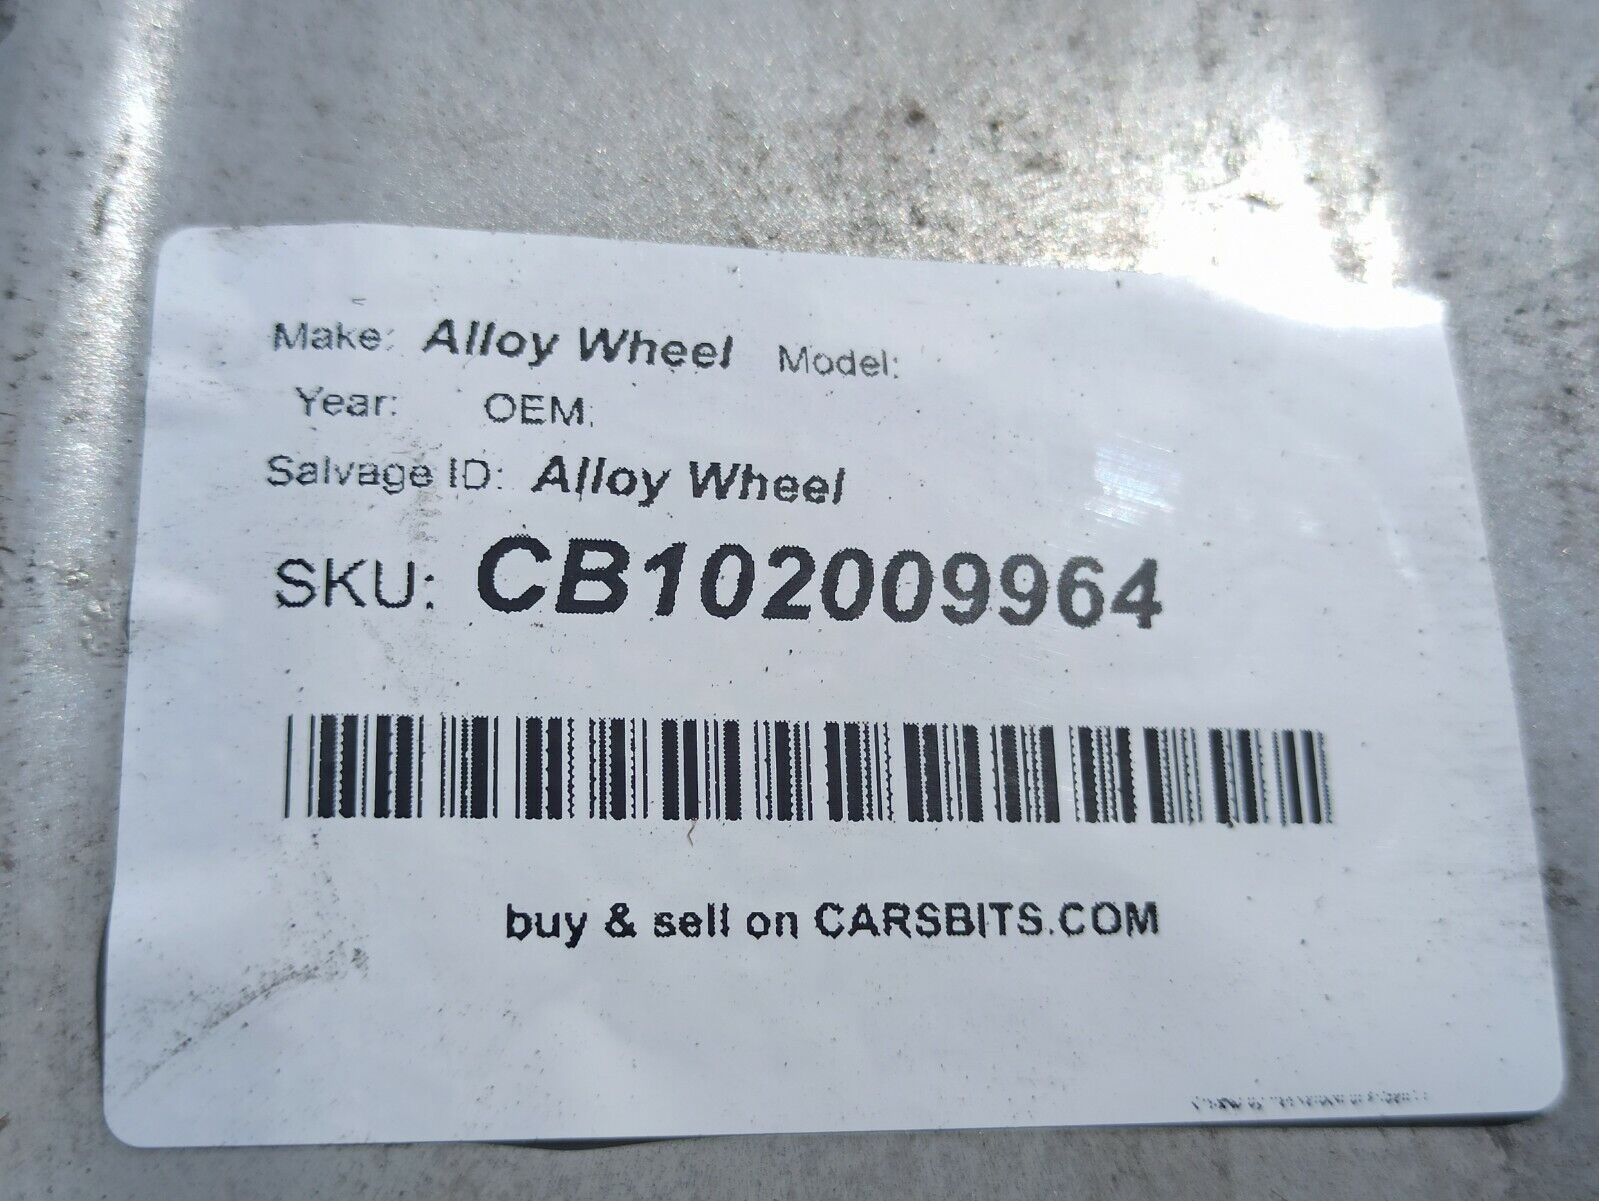 Make: Alloy Wheel Model:
Year: OEM:
Salvage ID: Alloy Wheel
SKU: CB102009964
buy & sell on CARSBITS.COM